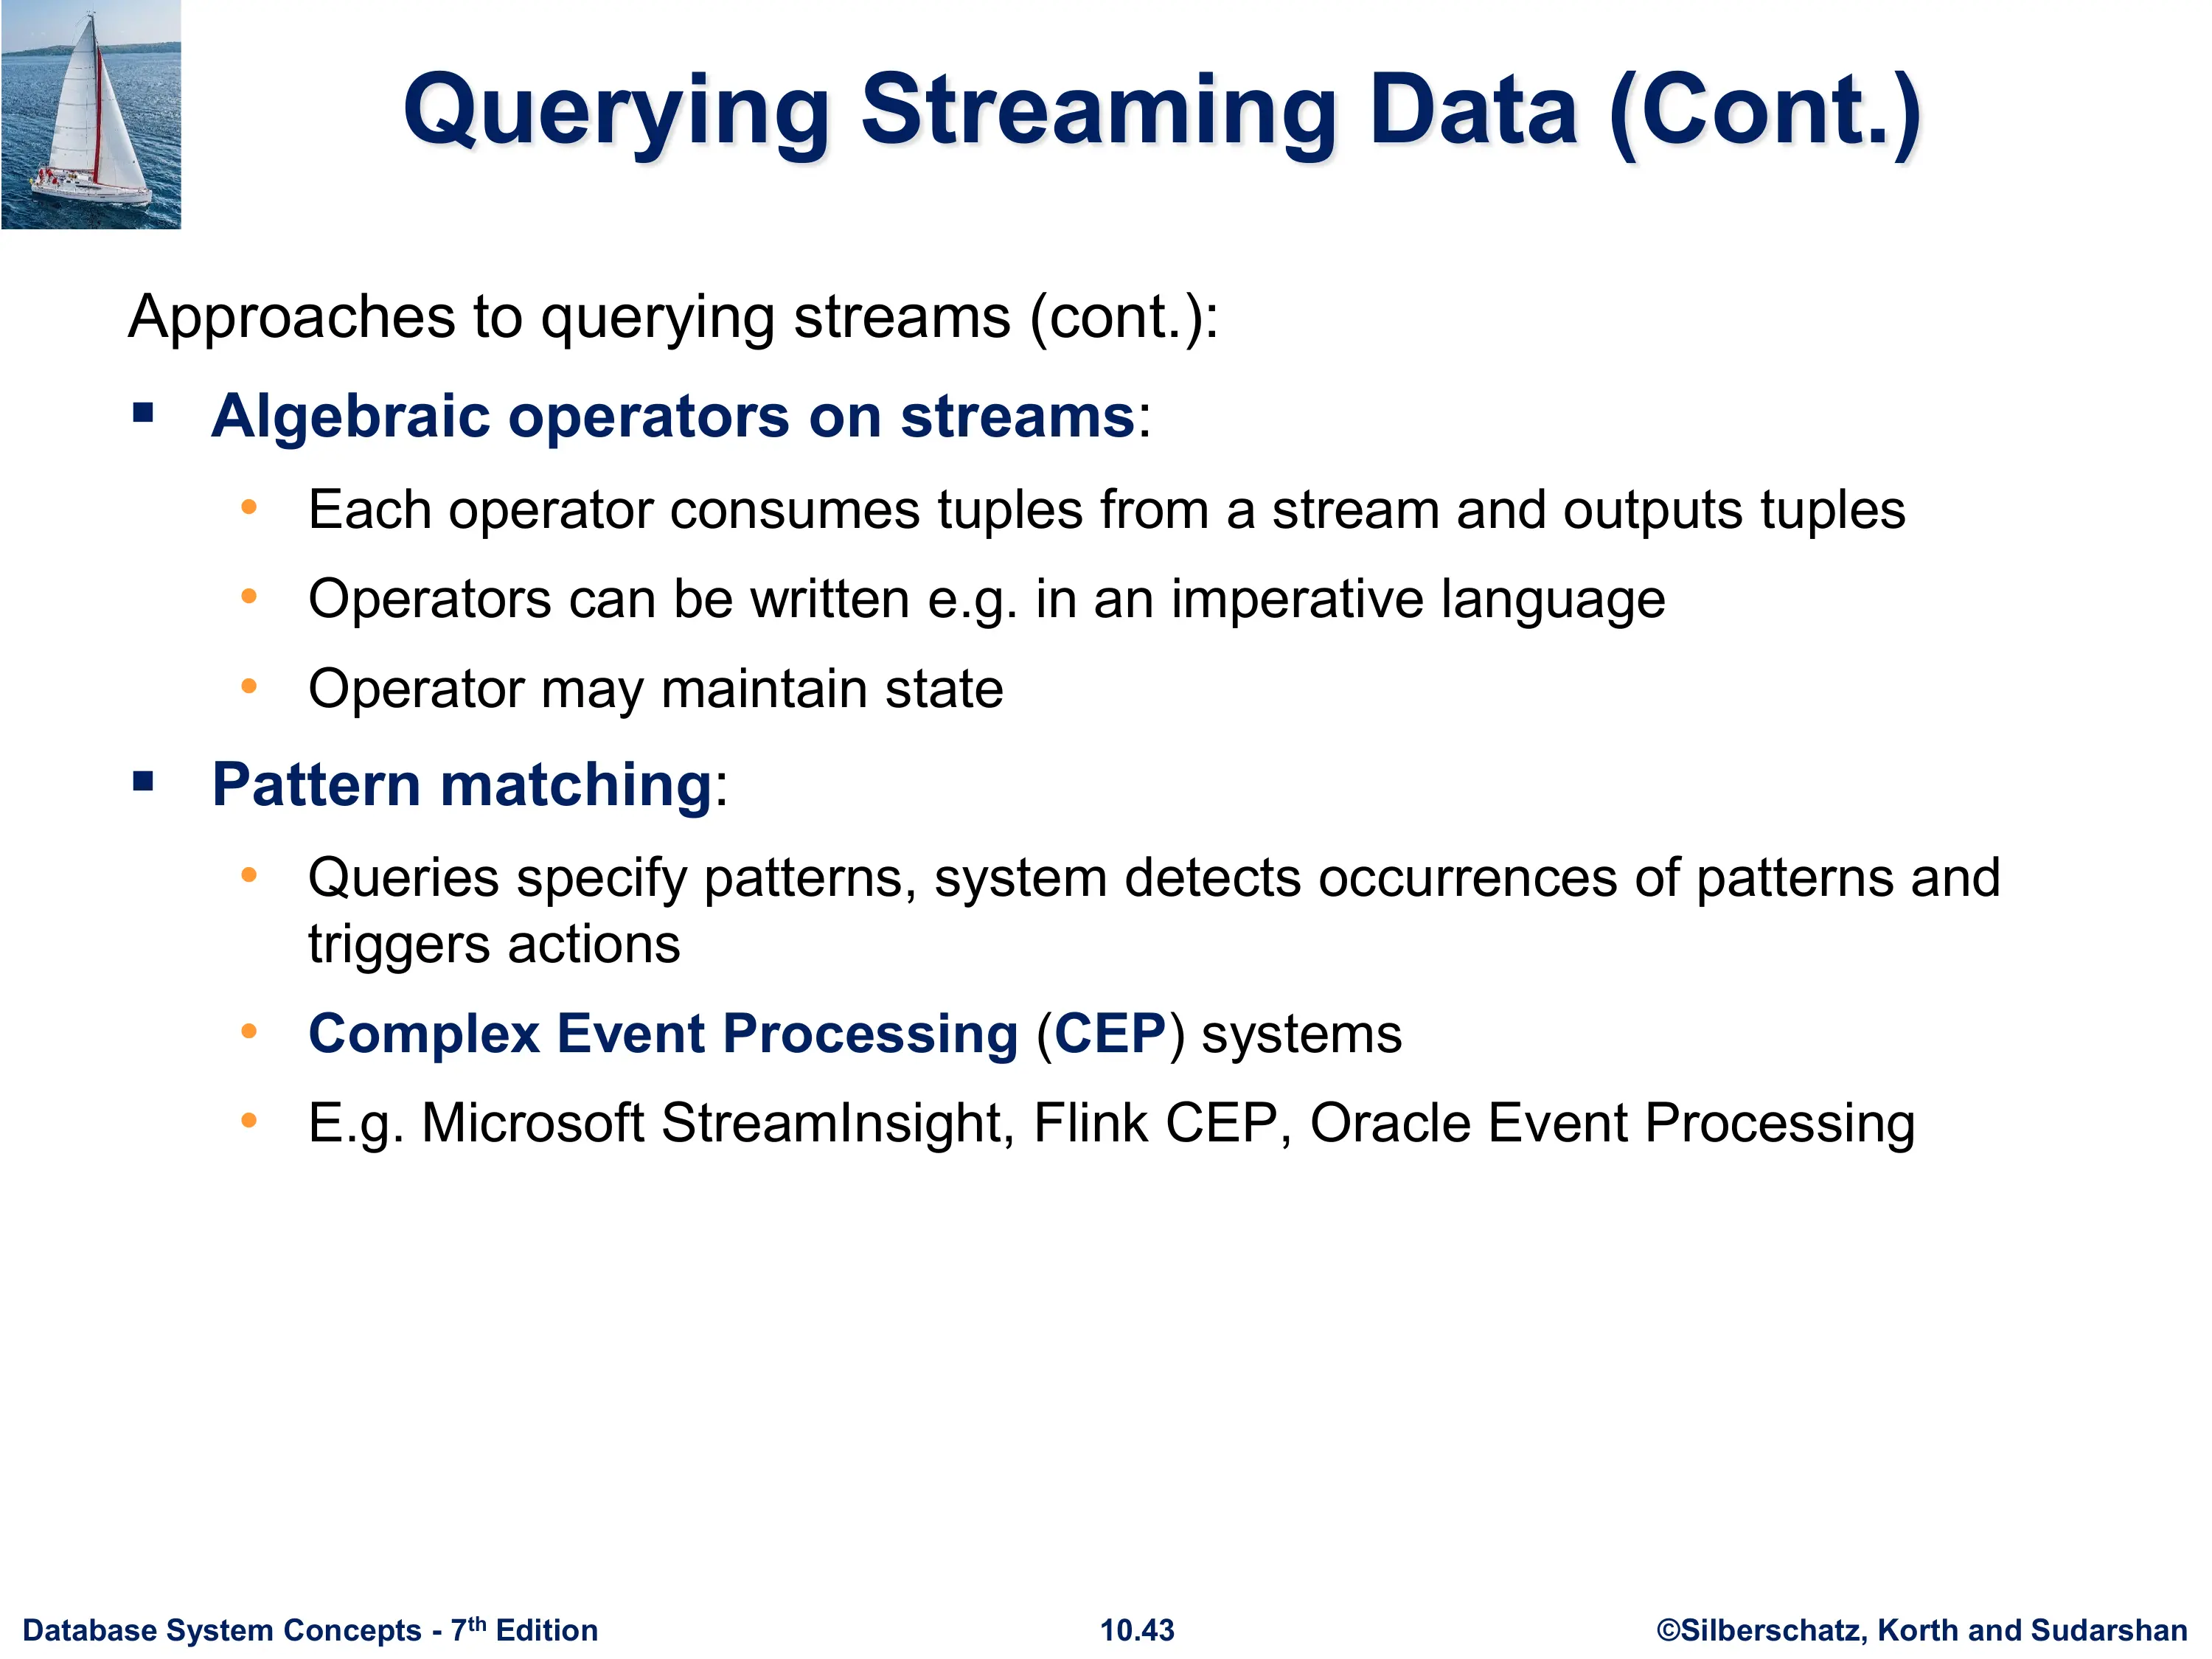 Querying Streaming Data (Cont.)
Approaches to querying streams (cont.):
▪ Algebraic operators on streams:
• Each operator consumes tuples from a stream and outputs tuples
• Operators can be written e.g. in an imperative language
• Operator may maintain state
▪ Pattern matching:
• Queries specify patterns, system detects occurrences of patterns and
triggers actions
• Complex Event Processing (CEP) systems
• E.g. Microsoft StreamInsight, Flink CEP, Oracle Event Processing
Database System Concepts - 7th Edition
10.43
©Silberschatz, Korth and Sudarshan